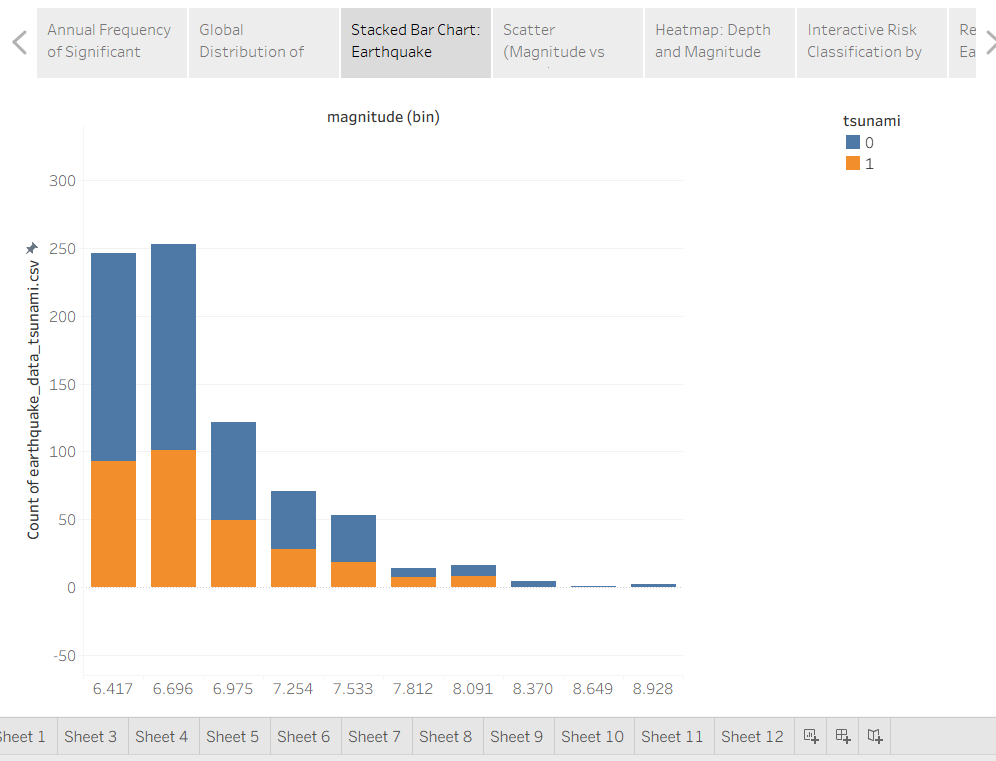 Annual Frequency
of Significant
Global
Distribution of
Stacked Bar Chart:
Earthquake
Scatter
(Magnitude vs
Heatmap: Depth
and Magnitude
Interactive Risk
Classification by
Re
Ea
magnitude (bin)
tsunami
0
1
Count of earthquake_data_tsunami.csv
300
250
200
150
100
50
0
-50
6.417 6.696 6.975 7.254 7.533 7.812 8.091 8.370 8.649 8.928
Sheet 1 Sheet 3 Sheet 4 Sheet 5 Sheet 6 Sheet 7 Sheet 8 Sheet 9 Sheet 10 Sheet 11 Sheet 12